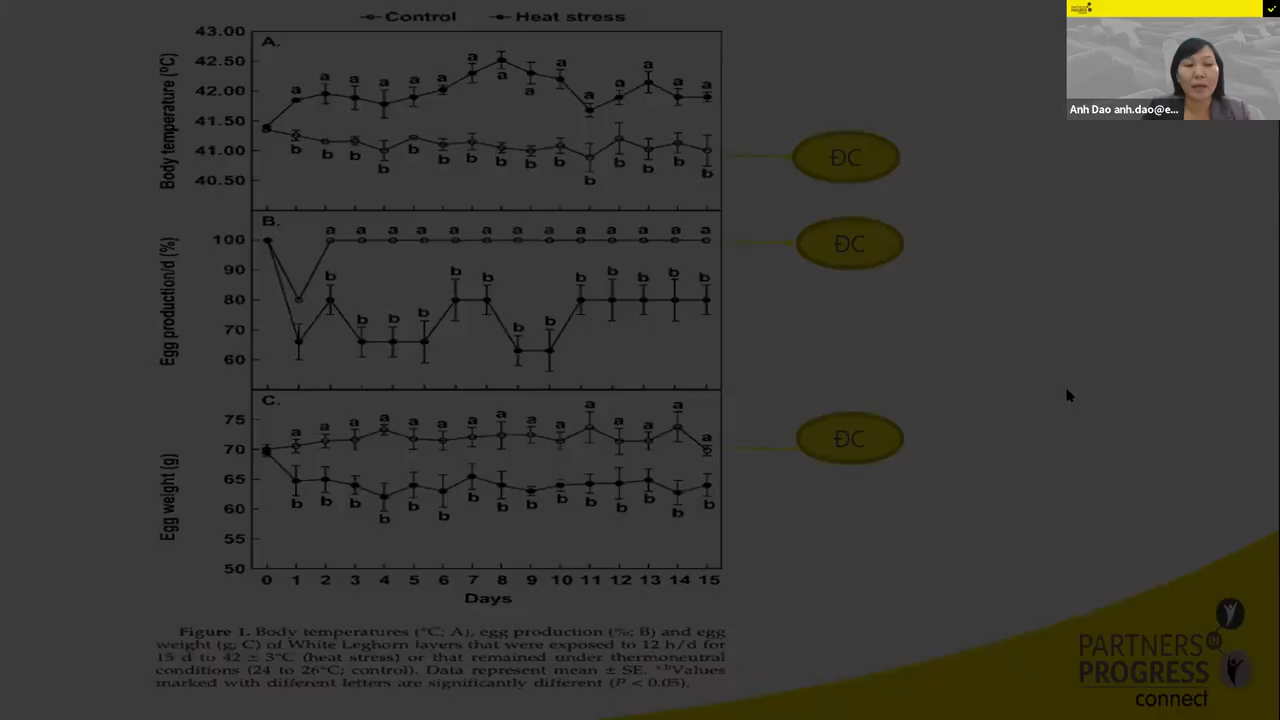 Control Heat stress
A.
43.00
42.50
42.00
41.50
41.00
40.50
Body temperature (°C)
a a a a a a a a a a a a a a a
b b b b b b b b b b b b b b b
ĐC
B.
100
90
80
70
60
Egg production/d (%)
a a a a a a a a a a a a a
b b b b b b b b b b b b b
ĐC
C.
75
70
65
60
55
50
Egg weight (g)
a a a a a a a a a a a a a a a
b b b b b b b b b b b b b b b
ĐC
0 1 2 3 4 5 6 7 8 9 10 11 12 13 14 15
Days
Figure 1. Body temperatures (°C; A), egg production (%; B) and egg
weight (g; C) of White Leghorn layers that were exposed to 12 h/d for
15 d to 42 ± 3°C (heat stress) or that remained under thermoneutral
conditions (24 to 26°C; control). Data represent mean ± SE. a,bValues
marked with different letters are significantly different (P < 0.05).
PARTNERS IN
PROGRESS
connect
PARTNERS IN
PROGRESS
Anh Dao anh.dao@e...